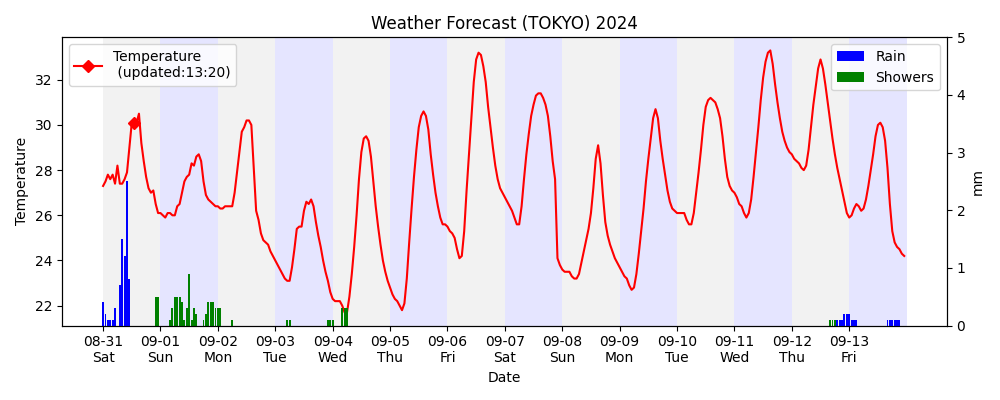 Weather Forecast (TOKYO) 2024
Temperature
(updated:13:20)
Rain
Showers
Temperature
32
30
28
26
24
22
5
4
3
2
1
0
mm
08-31 09-01 09-02 09-03 09-04 09-05 09-06 09-07 09-08 09-09 09-10 09-11 09-12 09-13
Sat Sun Mon Tue Wed Thu Fri Sat Sun Mon Tue Wed Thu Fri
Date